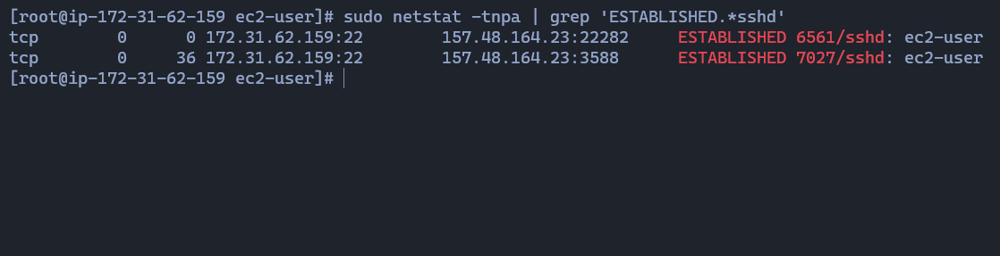 [root@ip-172-31-62-159 ec2-user]# sudo netstat -tnpa | grep 'ESTABLISHED.*sshd'
tcp        0      0 172.31.62.159:22        157.48.164.23:22282     ESTABLISHED 6561/sshd: ec2-user
tcp        0     36 172.31.62.159:22        157.48.164.23:3588      ESTABLISHED 7027/sshd: ec2-user
[root@ip-172-31-62-159 ec2-user]#